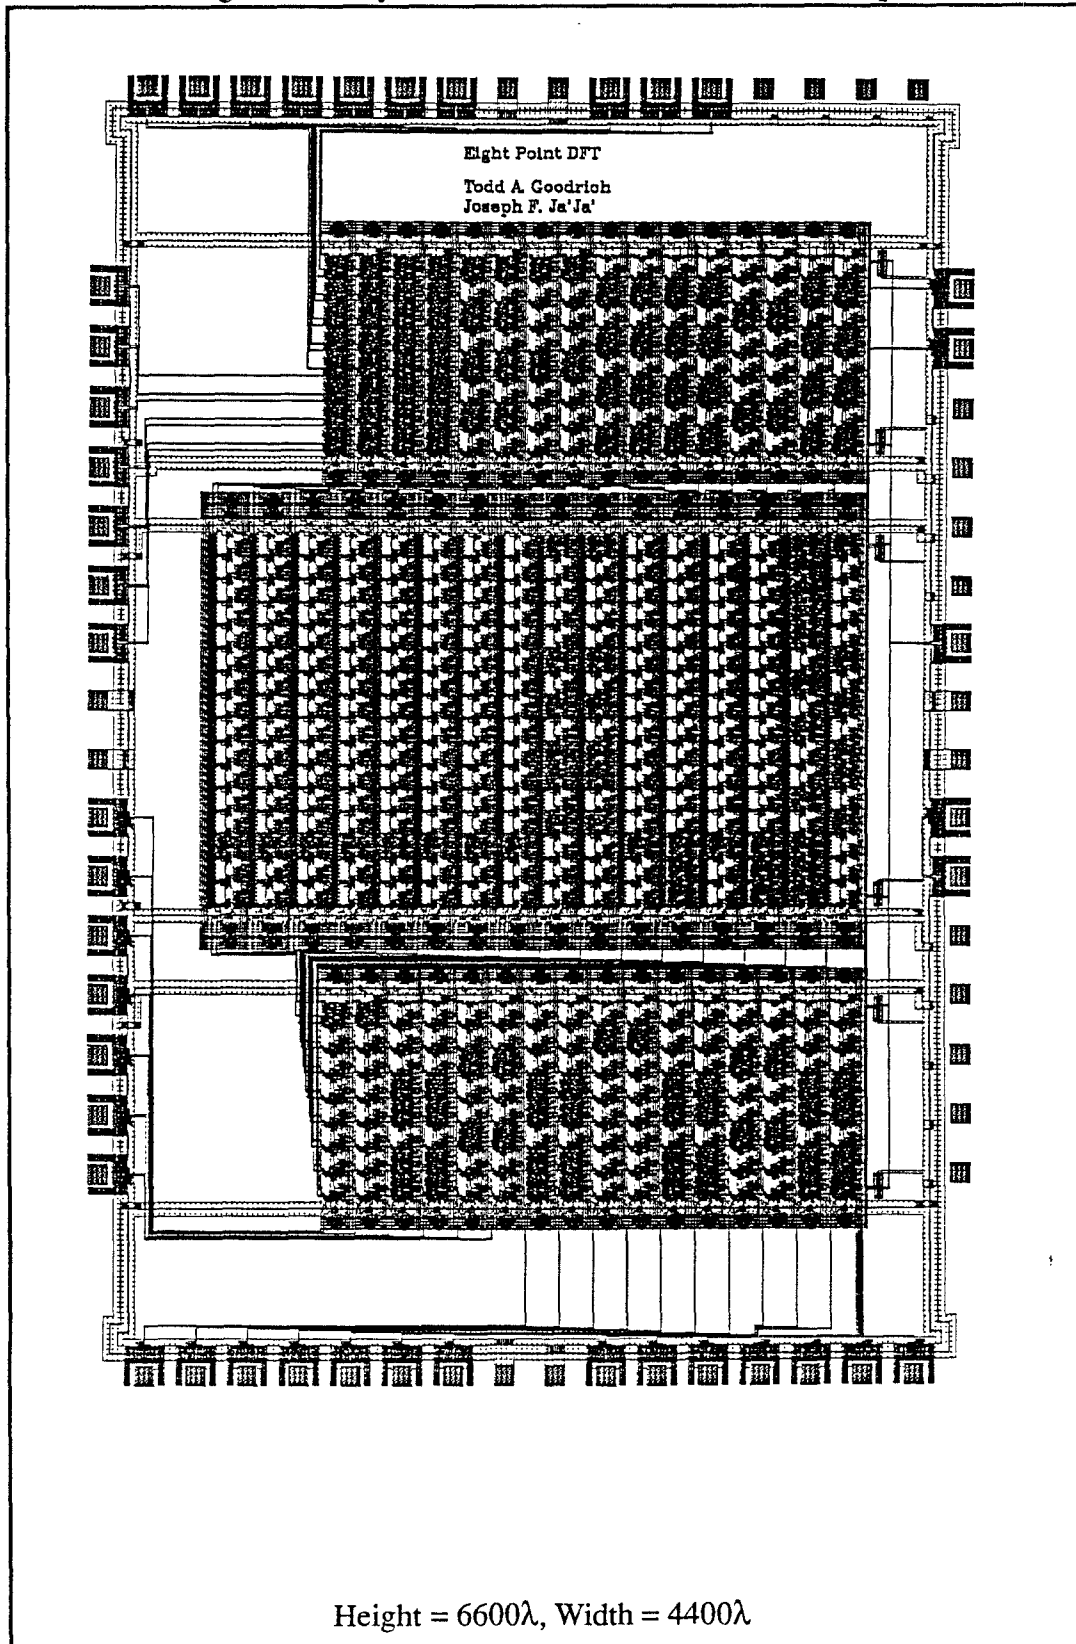 Eight Point DFT
Todd A. Goodrich
Joseph F. Ja'Ja'
Height = 6600λ, Width = 4400λ